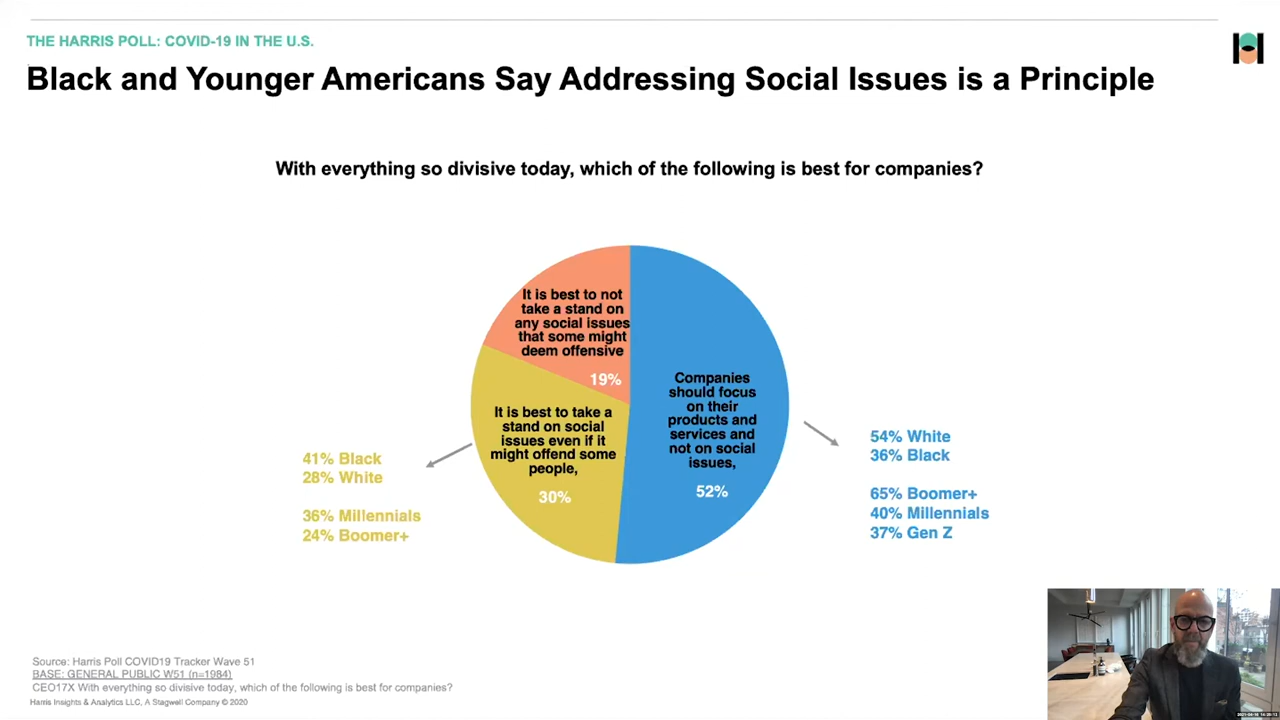 THE HARRIS POLL: COVID-19 IN THE U.S.
Black and Younger Americans Say Addressing Social Issues is a Principle
With everything so divisive today, which of the following is best for companies?
It is best to not
take a stand on
any social issues
that some might
deem offensive
19%
Companies
should focus
on their
products and
services and
not on social
issues,
52%
It is best to take a
stand on social
issues even if it
might offend some
people,
30%
41% Black
28% White
36% Millennials
24% Boomer+
54% White
36% Black
65% Boomer+
40% Millennials
37% Gen Z
Source: Harris Poll COVID19 Tracker Wave 51
BASE: GENERAL PUBLIC W51 (n=1984)
CEO17X With everything so divisive today, which of the following is best for companies?
Harris Insights & Analytics LLC, A Stagwell Company © 2020